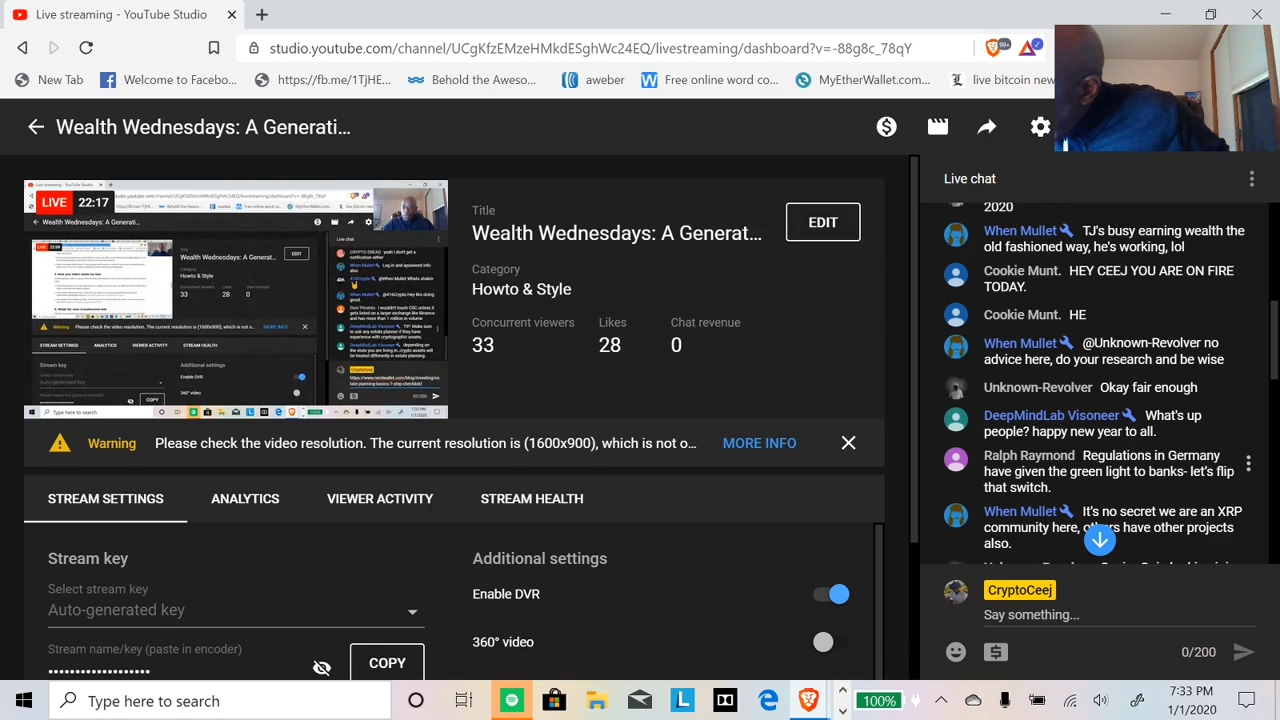 Live streaming - YouTube Studio
studio.youtube.com/channel/UCgKfzEMzeHMkdESghWc24EQ/livestreaming/dashboard?v=-88g8c_78qY
99+
New Tab
Welcome to Facebo...
https://fb.me/1TjHE...
Behold the Aweso...
aweber
Free online word co...
MyEtherWallet.com...
live bitcoin new
Wealth Wednesdays: A Generati...
LIVE 22:17
Title
Wealth Wednesdays: A Generat...
EDIT
Category
Howto & Style
Concurrent viewers
Likes
Chat revenue
33
28
0
Warning
Please check the video resolution. The current resolution is (1600x900), which is not o...
MORE INFO
STREAM SETTINGS
ANALYTICS
VIEWER ACTIVITY
STREAM HEALTH
Stream key
Select stream key
Auto-generated key
Stream name/key (paste in encoder)
COPY
Additional settings
Enable DVR
360° video
Live chat
2020
When Mullet TJ's busy earning wealth the
old fashioned way, he's working, lol
Cookie Munt. CEEJ YOU ARE ON FIRE
TODAY.
Cookie Munt. HE
When Mullet @Unknown-Revolver no
advice here, do your research and be wise
Unknown-Revolver Okay fair enough
DeepMindLab Visoneer What's up
people? happy new year to all.
Ralph Raymond Regulations in Germany
have given the green light to banks- let's flip
that switch.
When Mullet It's no secret we are an XRP
community here, others have other projects
also.
CryptoCeej
Say something...
0/200
Type here to search
100%
7:33 PM
1/1/2020